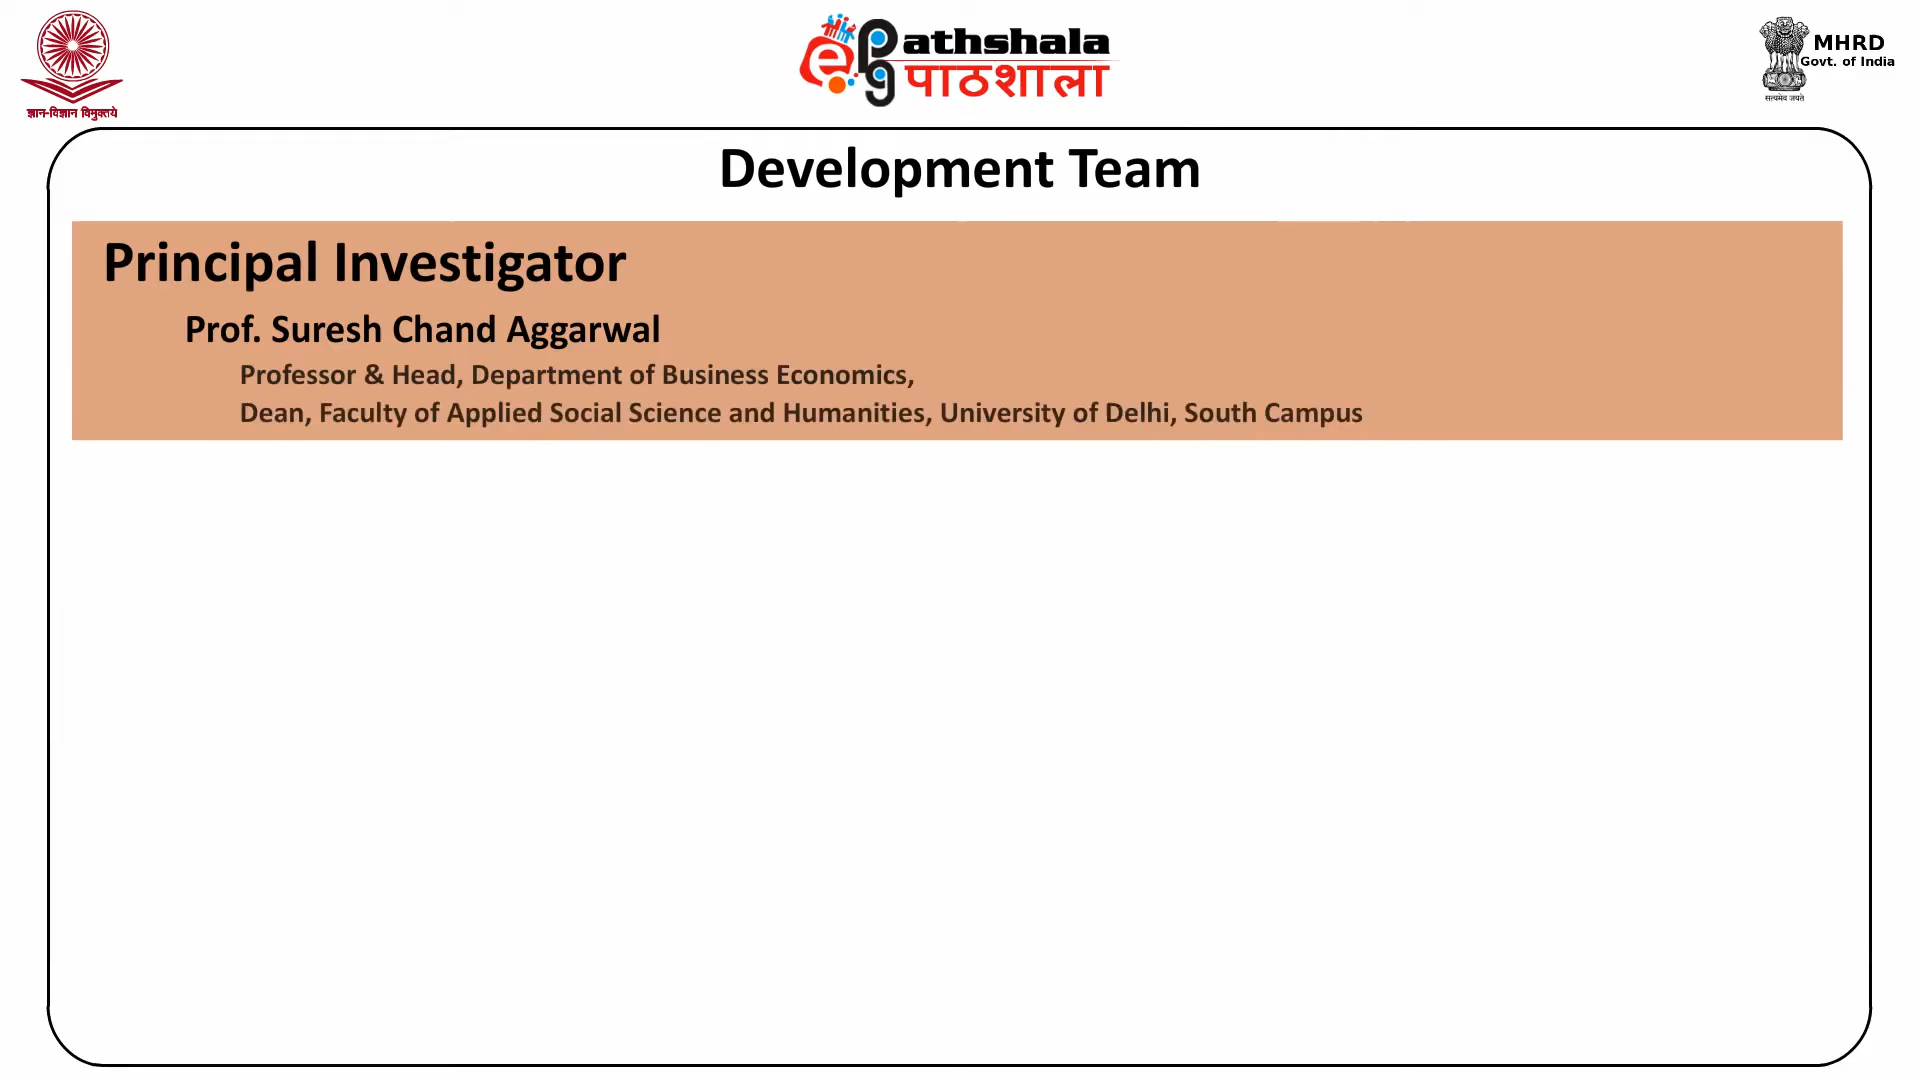 ज्ञान-विज्ञान विमुक्तये
e pg Pathshala
पाठशाला
MHRD
Govt. of India
सत्यमेव जयते
Development Team
Principal Investigator
Prof. Suresh Chand Aggarwal
Professor & Head, Department of Business Economics,
Dean, Faculty of Applied Social Science and Humanities, University of Delhi, South Campus